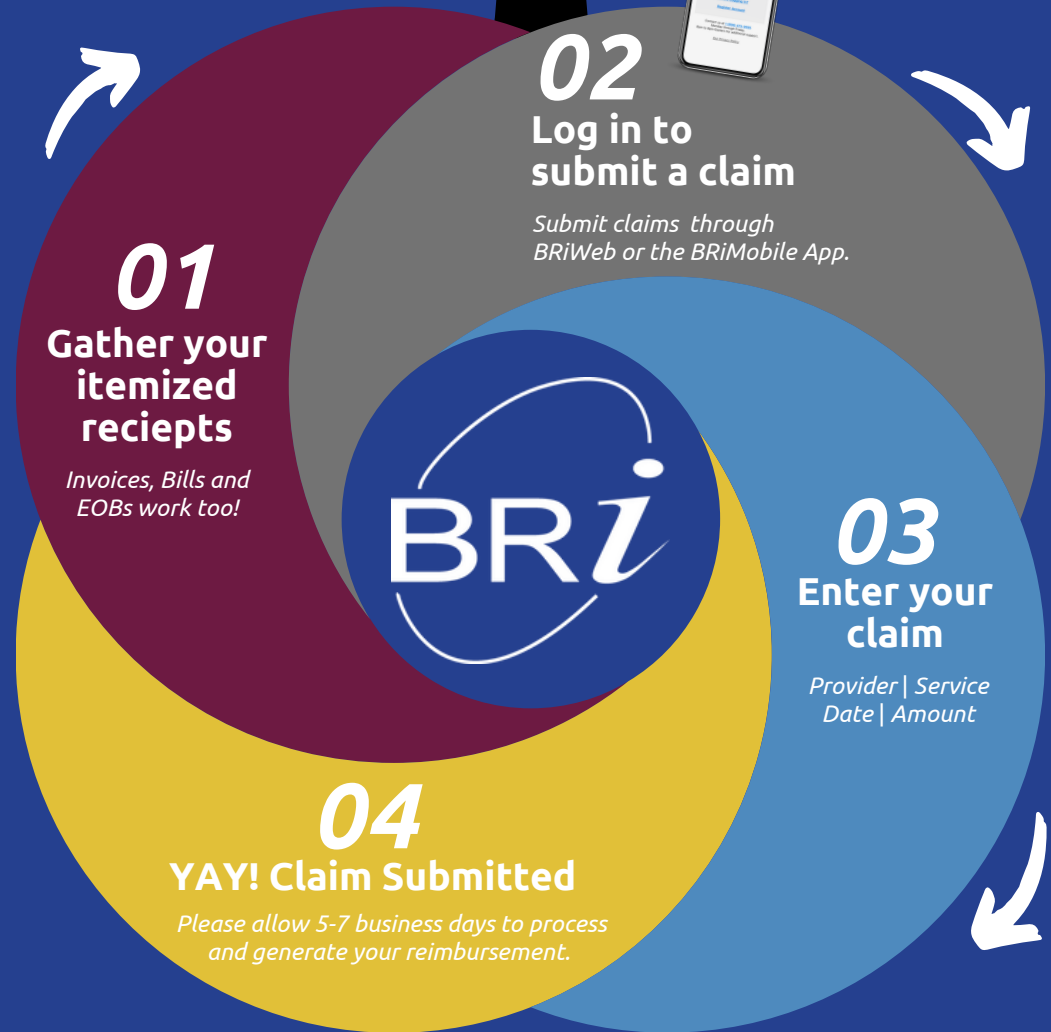 01
Gather your
itemized
reciepts
Invoices, Bills and
EOBs work too!
02
Log in to
submit a claim
Submit claims through
BRiWeb or the BRiMobile App.
03
Enter your
claim
Provider | Service
Date | Amount
04
YAY! Claim Submitted
Please allow 5-7 business days to process
and generate your reimbursement.
BRi